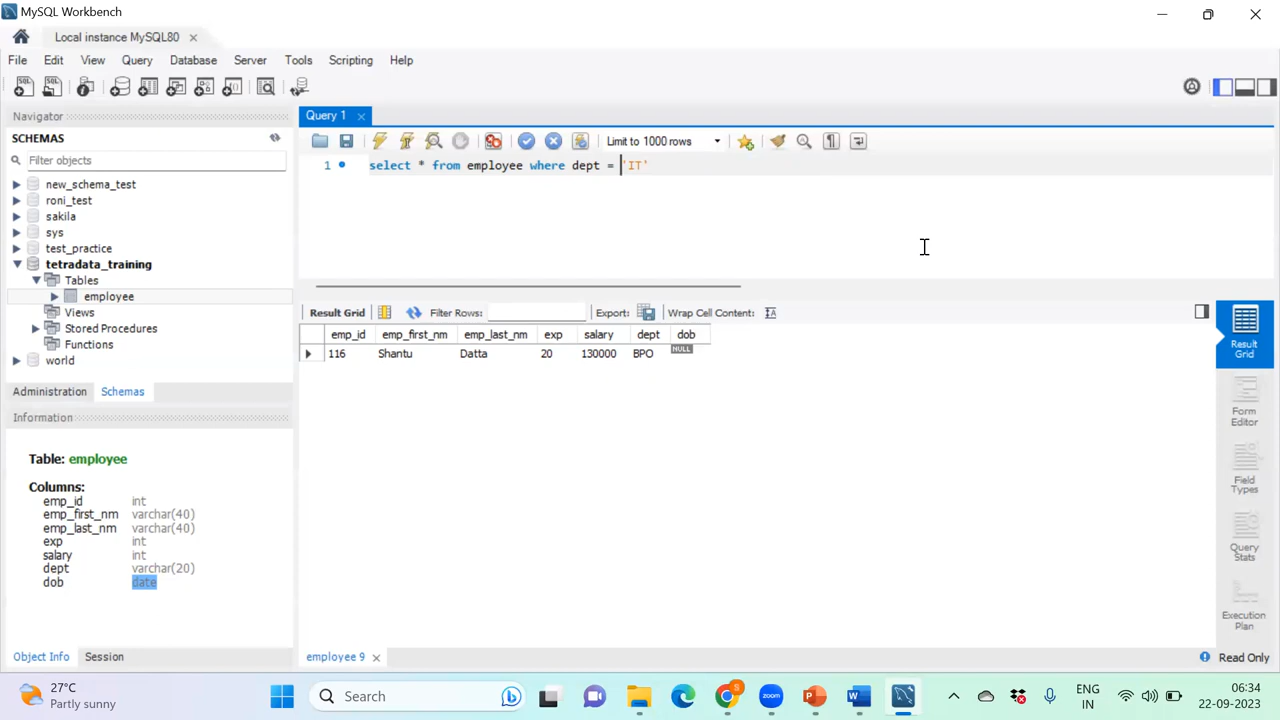 MySQL Workbench
Local instance MySQL80
File Edit View Query Database Server Tools Scripting Help
Navigator
Query 1
SCHEMAS
Limit to 1000 rows
Filter objects
1 select * from employee where dept = 'IT'
new_schema_test
roni_test
sakila
sys
test_practice
tetradata_training
Tables
employee
Views
Stored Procedures
Functions
world
Administration Schemas
Information
Table: employee
Columns:
emp_id int
emp_first_nm varchar(40)
emp_last_nm varchar(40)
exp int
salary int
dept varchar(20)
dob date
Object Info Session
Result Grid Filter Rows: Export: Wrap Cell Content:
emp_id emp_first_nm emp_last_nm exp salary dept dob
116 Shantu Datta 20 130000 BPO NULL
Result
Grid
Form
Editor
Field
Types
Query
Stats
Execution
Plan
employee 9
Read Only
27°C
Partly sunny
Search
zoom
5
ENG
IN
06:34
22-09-2023